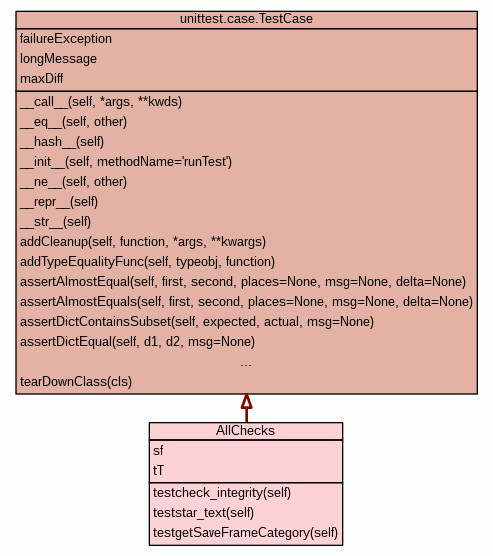 unittest.case.TestCase
failureException
longMessage
maxDiff
__call__(self, *args, **kwds)
__eq__(self, other)
__hash__(self)
__init__(self, methodName='runTest')
__ne__(self, other)
__repr__(self)
__str__(self)
addCleanup(self, function, *args, **kwargs)
addTypeEqualityFunc(self, typeobj, function)
assertAlmostEqual(self, first, second, places=None, msg=None, delta=None)
assertAlmostEquals(self, first, second, places=None, msg=None, delta=None)
assertDictContainsSubset(self, expected, actual, msg=None)
assertDictEqual(self, d1, d2, msg=None)
...
tearDownClass(cls)
AllChecks
sf
tT
testcheck_integrity(self)
teststar_text(self)
testgetSaveFrameCategory(self)